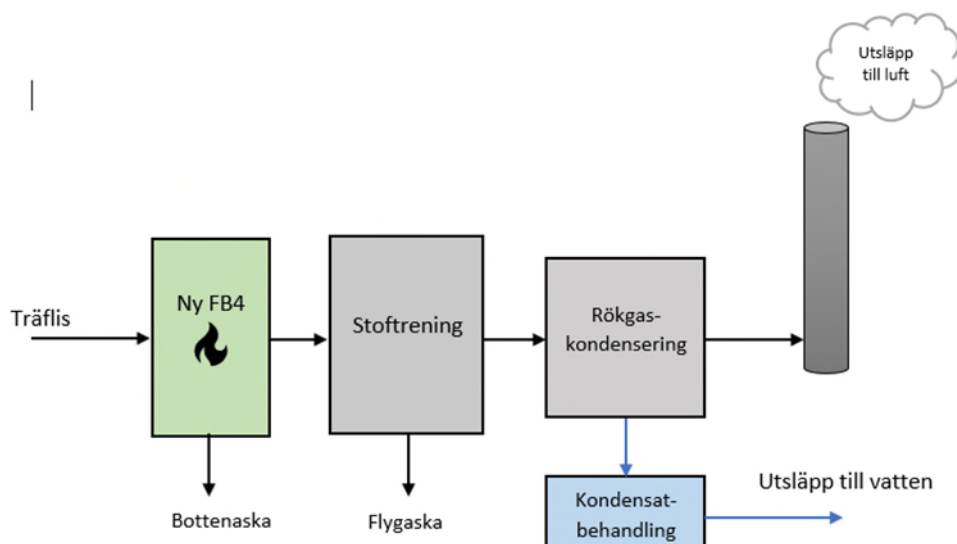 Utsläpp
till luft
Träflis
Ny FB4
Stoftrening
Rökgas-
kondensering
Bottenaska
Flygaska
Kondensat-
behandling
Utsläpp till vatten